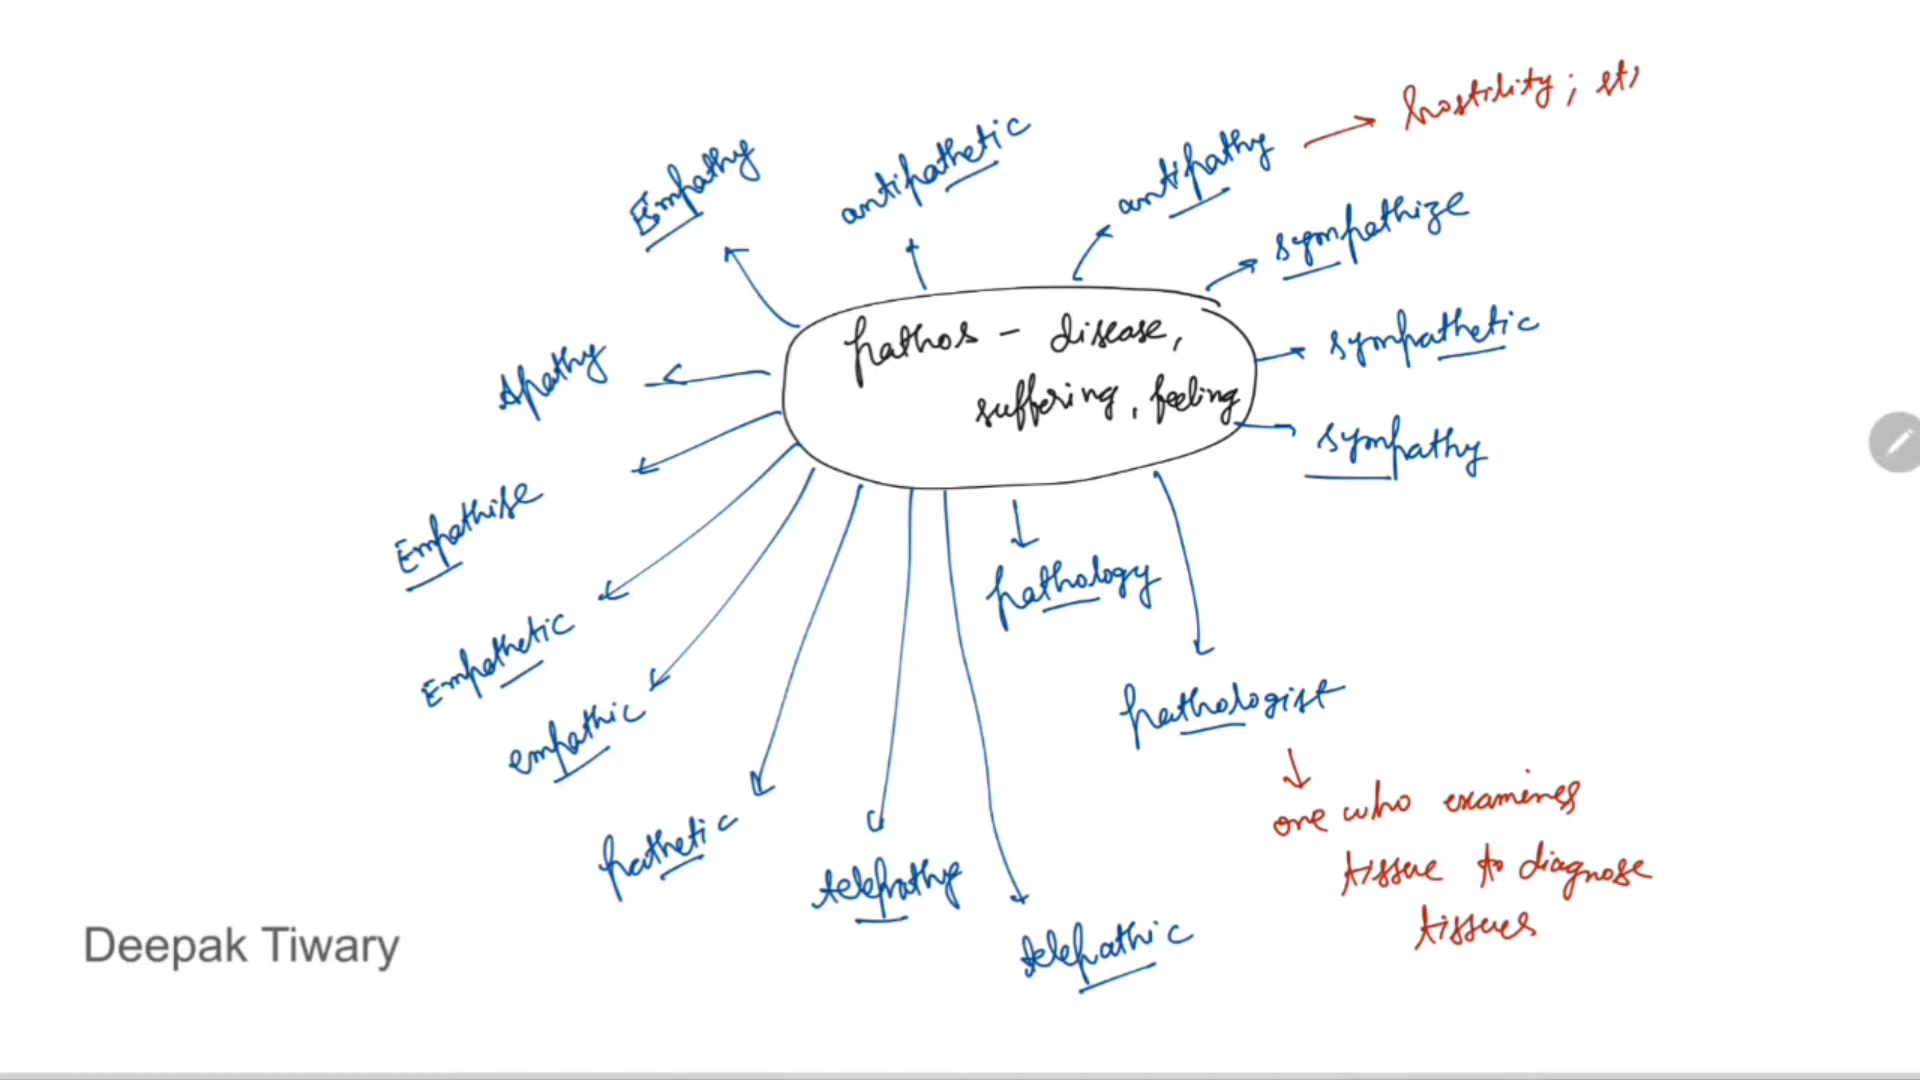 hostility; st
antipathetic
antipathy
Empathy
sympathize
pathos - disease,
suffering, feeling
sympathetic
Apathy
sympathy
Empathise
pathology
Empathetic
pathologist
empathic
one who examines
tissue to diagnose
tissues
pathetic
telepathy
telepathic
Deepak Tiwary